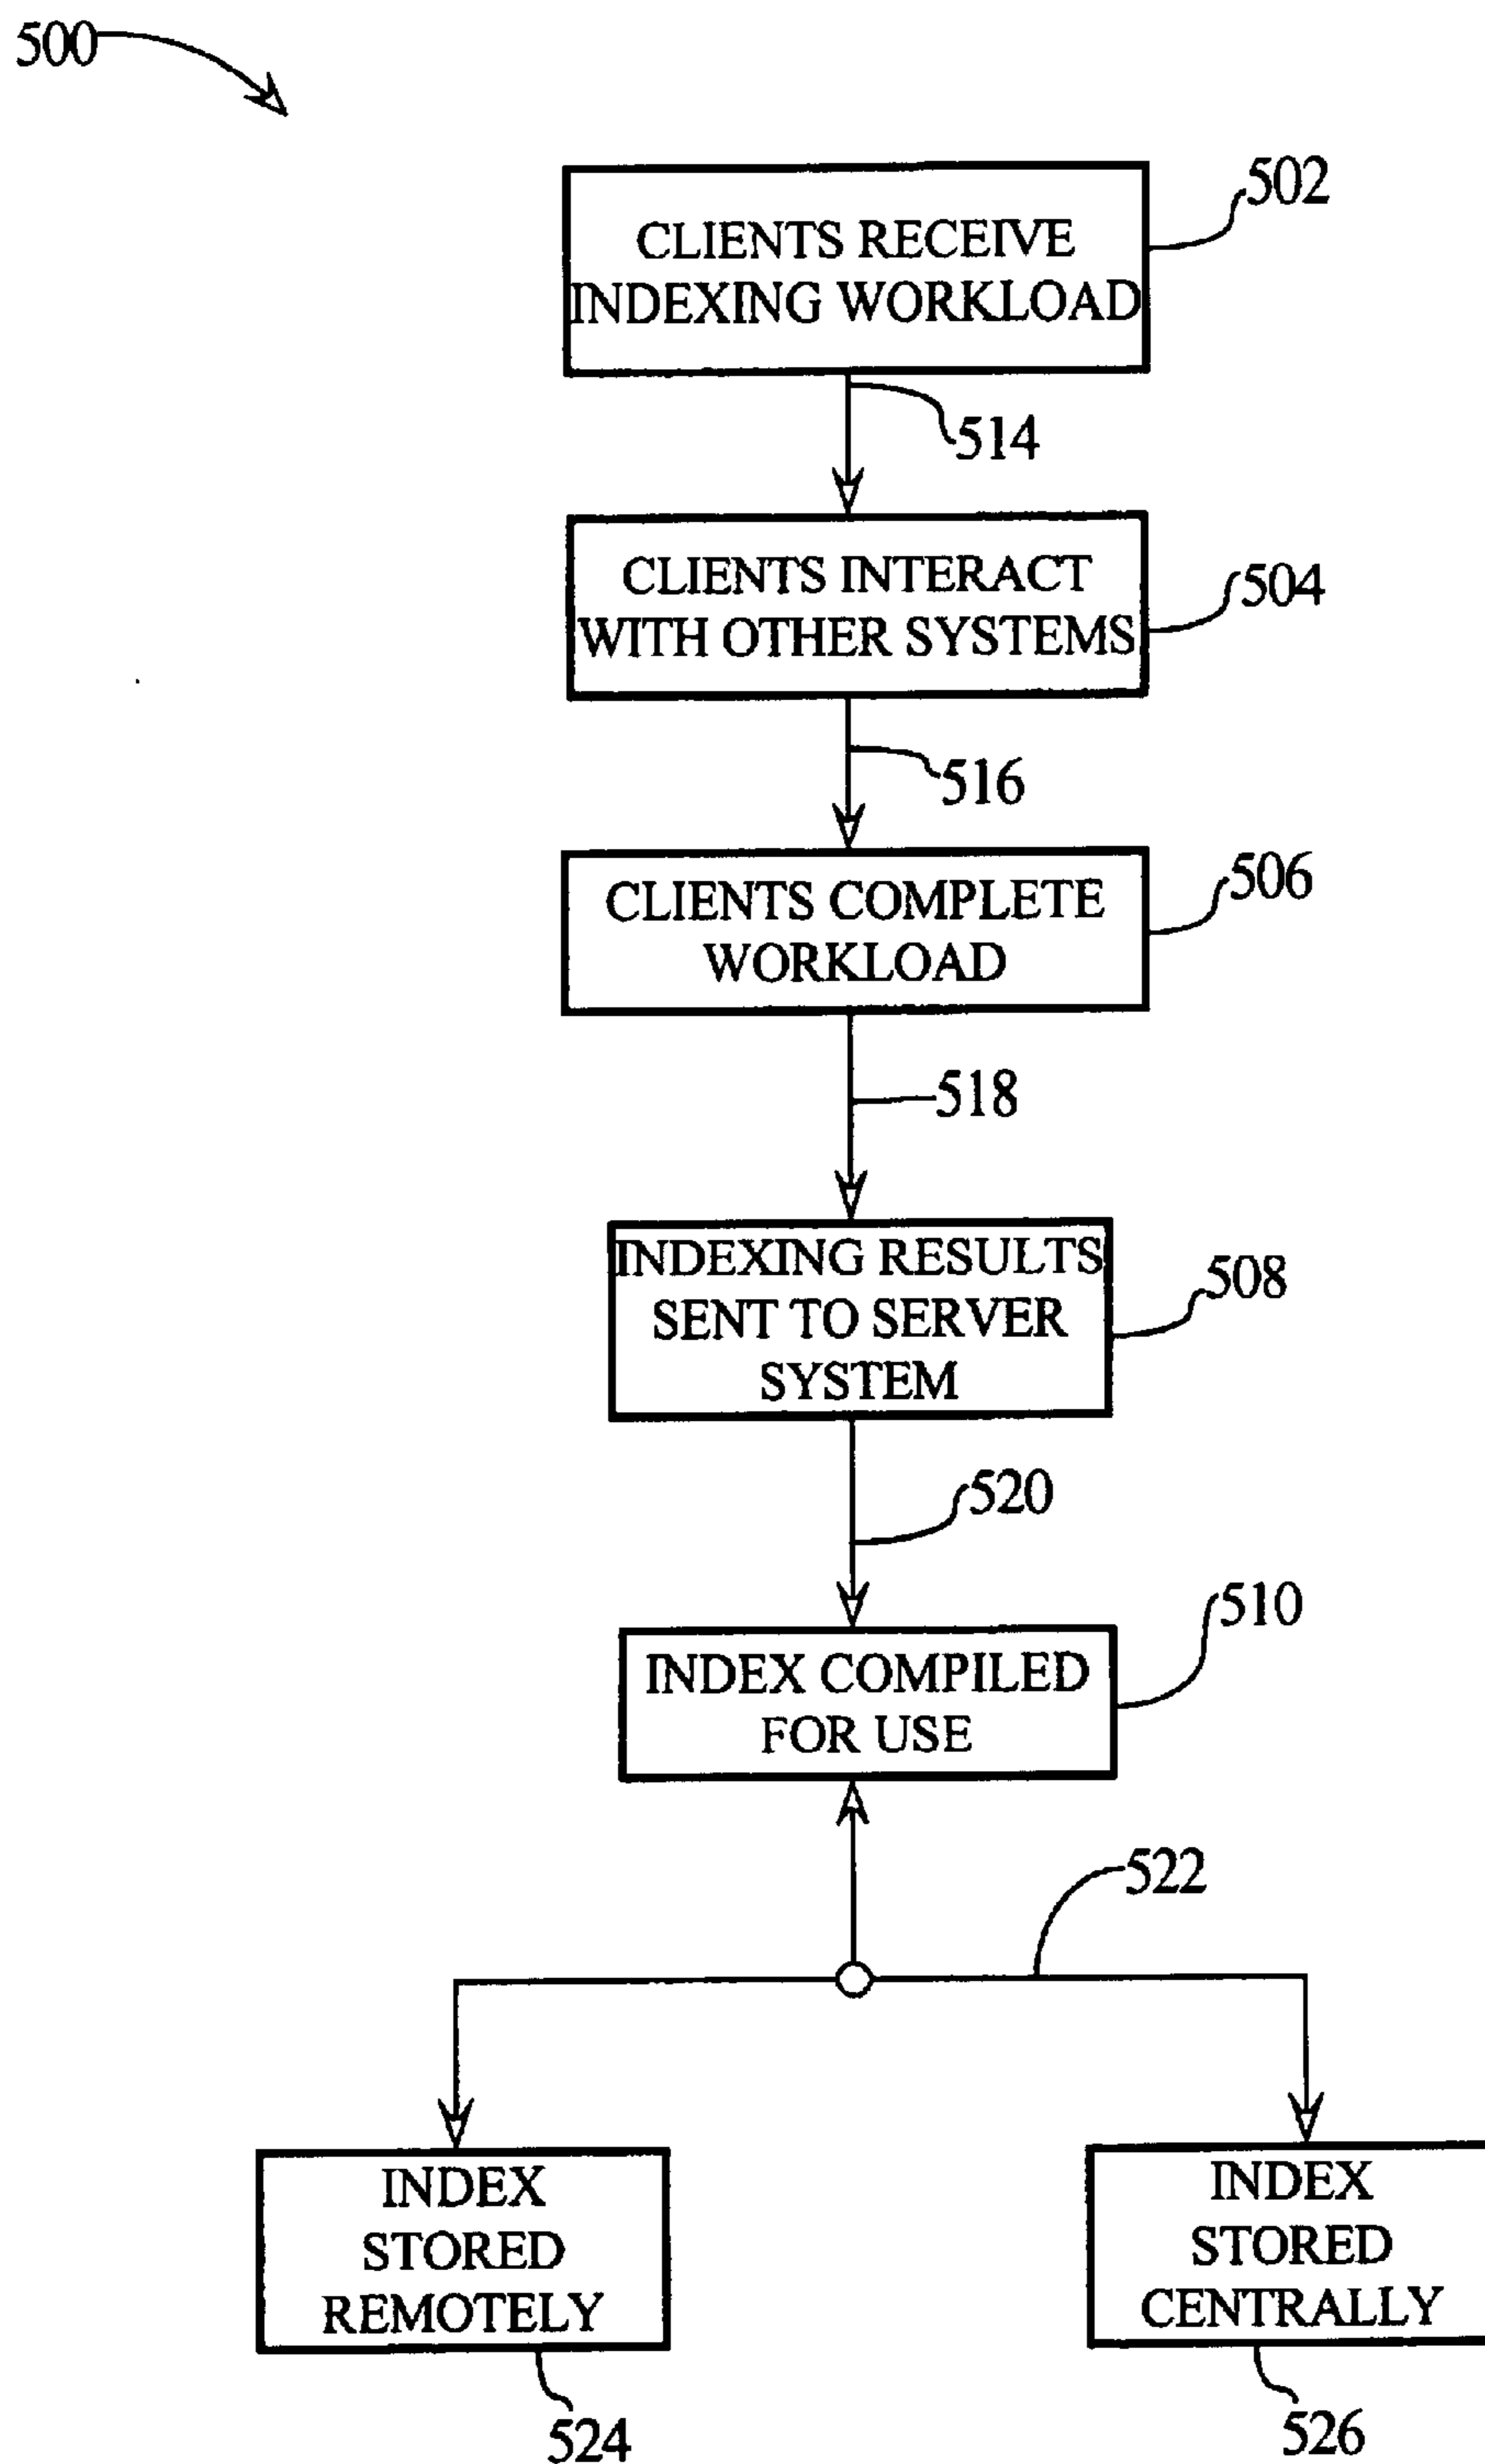 500
CLIENTS RECEIVE
INDEXING WORKLOAD
502
514
CLIENTS INTERACT
WITH OTHER SYSTEMS
504
516
CLIENTS COMPLETE
WORKLOAD
506
518
INDEXING RESULTS
SENT TO SERVER
SYSTEM
508
520
INDEX COMPILED
FOR USE
510
522
INDEX
STORED
REMOTELY
524
INDEX
STORED
CENTRALLY
526